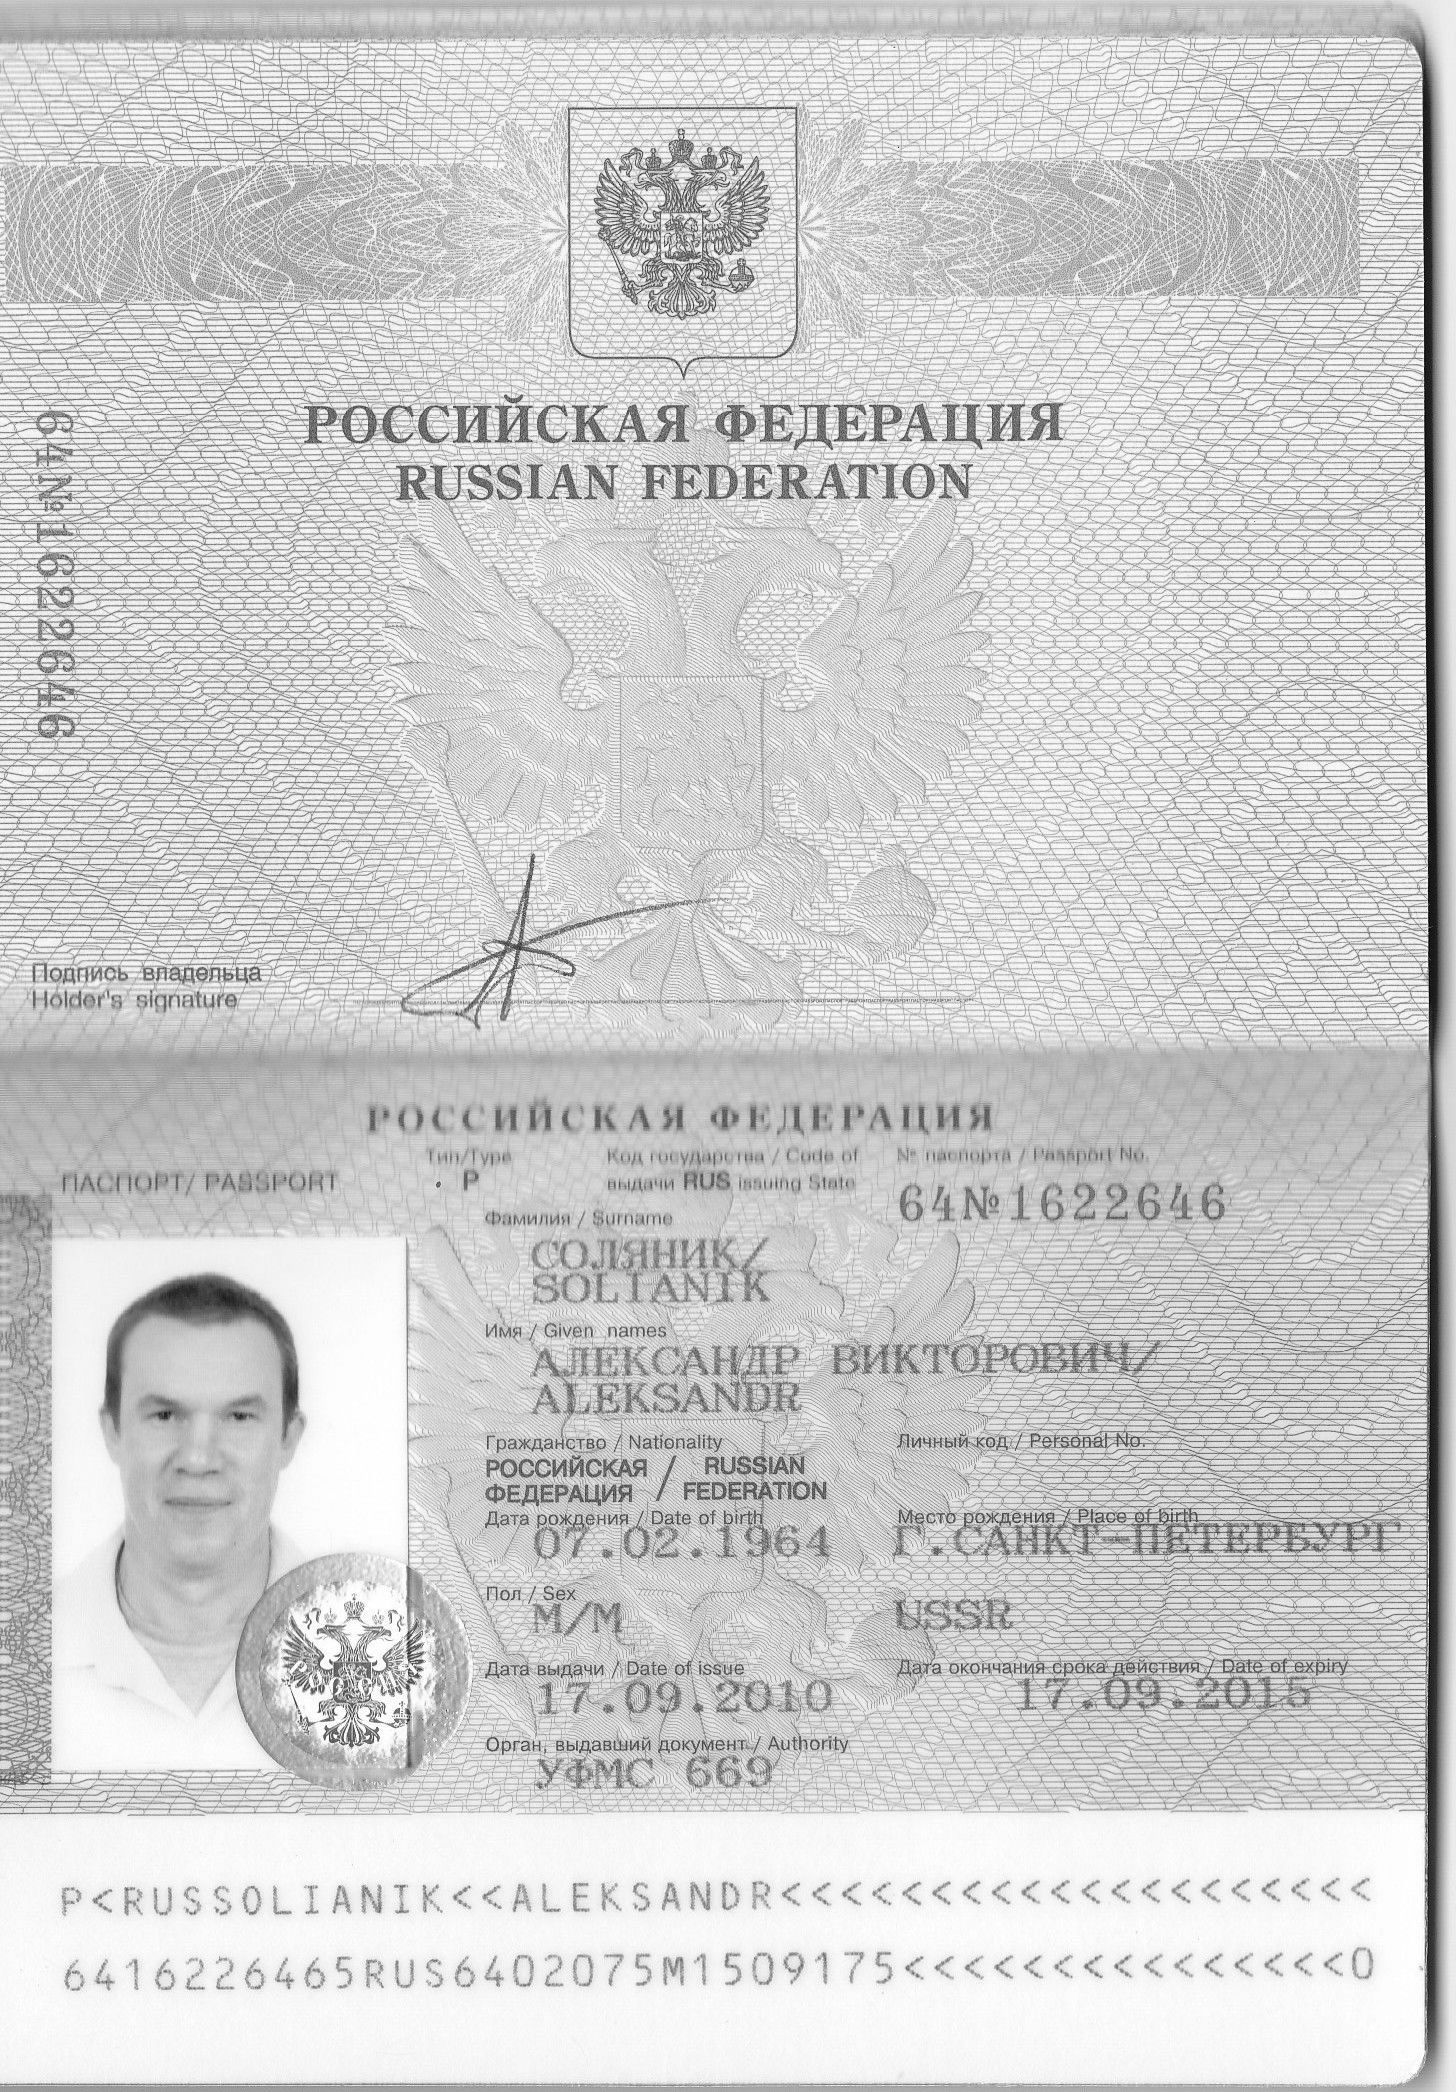 РОССИЙСКАЯ ФЕДЕРАЦИЯ
RUSSIAN FEDERATION
64№1622646
Подпись владельца
Holder's signature
РОССИЙСКАЯ ФЕДЕРАЦИЯ
ПАСПОРТ/ PASSPORT
Тип/Type
P
Код государства / Code of
выдачи RUS issuing State
№ паспорта / Passport No.
64№1622646
Фамилия / Surname
СОЛЯНИК/
SOLIANIK
Имя / Given names
АЛЕКСАНДР ВИКТОРОВИЧ/
ALEKSANDR
Гражданство / Nationality
РОССИЙСКАЯ / RUSSIAN
ФЕДЕРАЦИЯ / FEDERATION
Личный код / Personal No.
Дата рождения / Date of birth
07.02.1964
Место рождения / Place of birth
Г.САНКТ-ПЕТЕРБУРГ
Пол / Sex
М/M
USSR
Дата выдачи / Date of issue
17.09.2010
Дата окончания срока действия / Date of expiry
17.09.2015
Орган, выдавший документ / Authority
УФМС 669
P<RUSSOLIANIK<<ALEKSANDR<<<<<<<<<<<<<<<<<<<<
6416226465RUS6402075M1509175<<<<<<<<<<<<<<<0